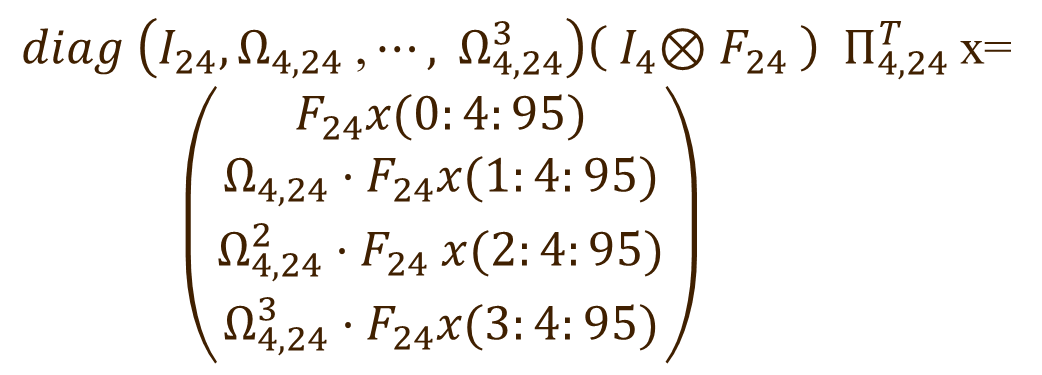 𝑑𝑖𝑎𝑔 (𝐼₂₄, Ω₄,₂₄ , ⋯ , Ω³₄,₂₄)( 𝐼₄⊗ 𝐹₂₄ ) Π^𝑇₄,₂₄ x=
𝐹₂₄𝑥(0: 4: 95)
Ω₄,₂₄ · 𝐹₂₄𝑥(1: 4: 95)
Ω²₄,₂₄ · 𝐹₂₄ 𝑥(2: 4: 95)
Ω³₄,₂₄ · 𝐹₂₄𝑥(3: 4: 95)